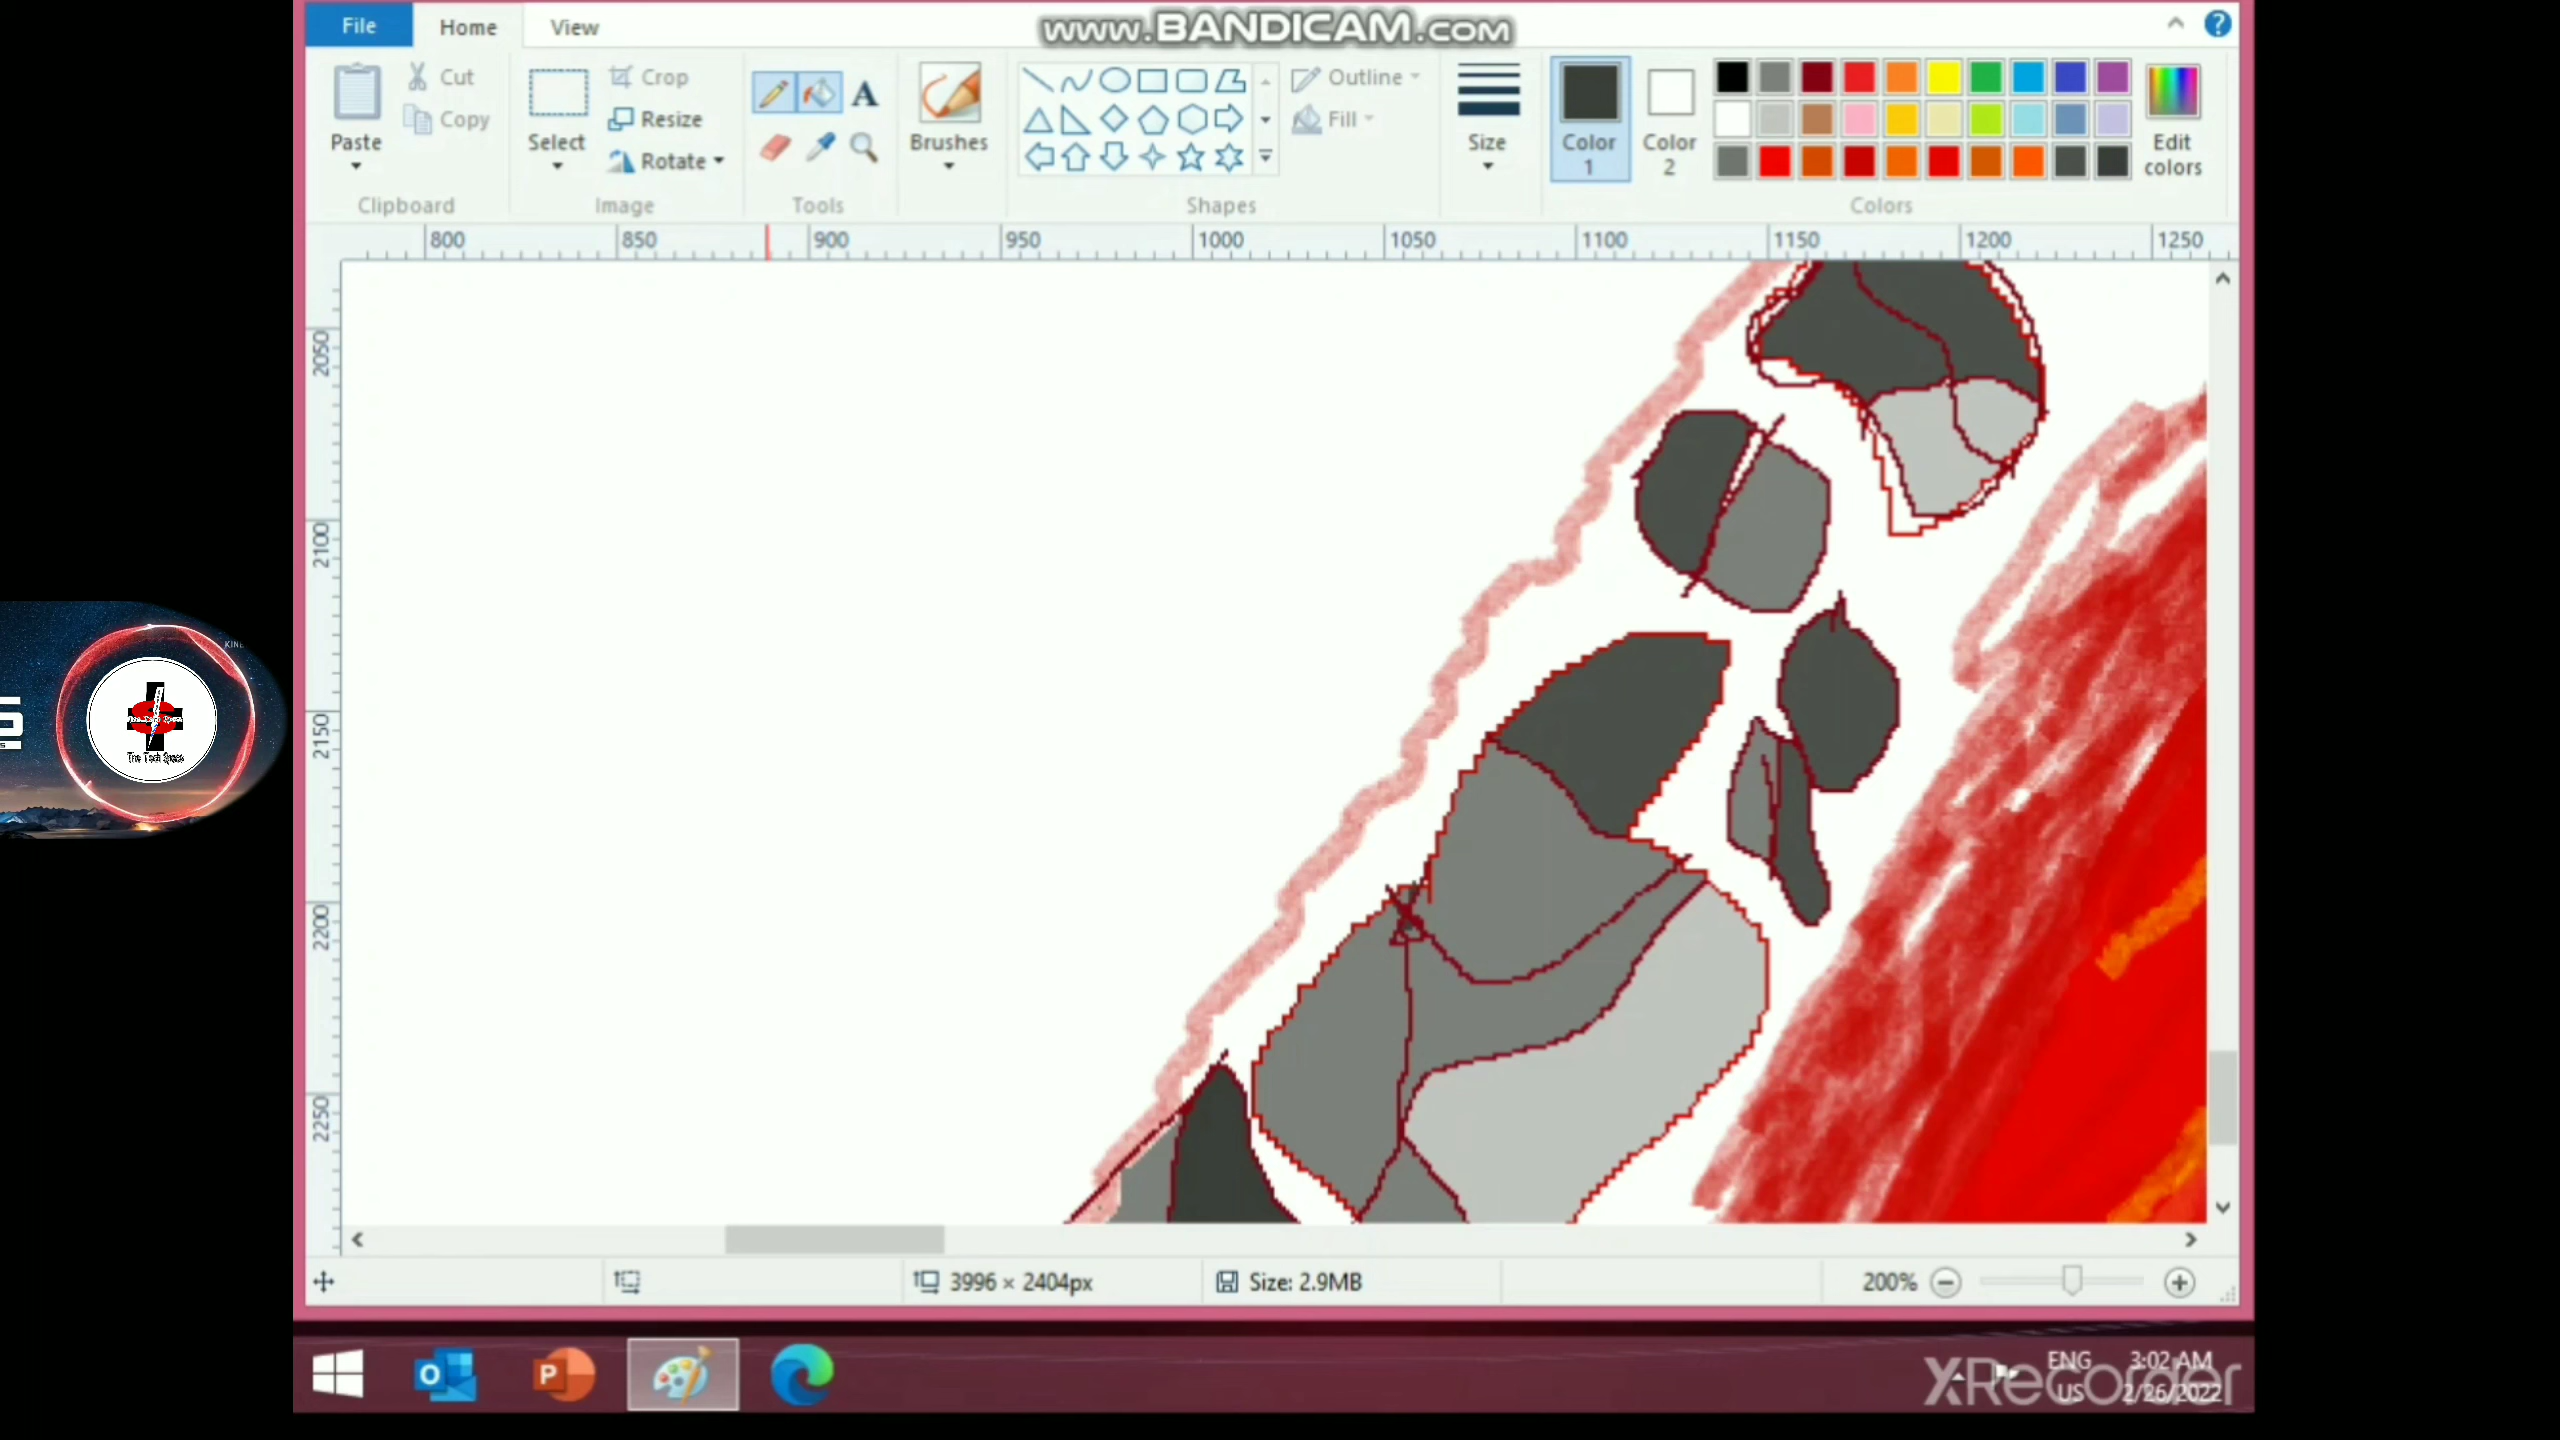 File Home View
www.BANDICAM.com
Paste
Cut
Copy
Clipboard
Select
Crop
Resize
Rotate
Image
Tools
Brushes
Shapes
Outline
Fill
Size
Color
1
Color
2
Edit
colors
Colors
800 850 900 950 1000 1050 1100 1150 1200 1250
2050
2100
2150
2200
2250
The Tech Space
3996 × 2404px
Size: 2.9MB
200%
ENG
US
3:02 AM
2/26/2022
XRecorder